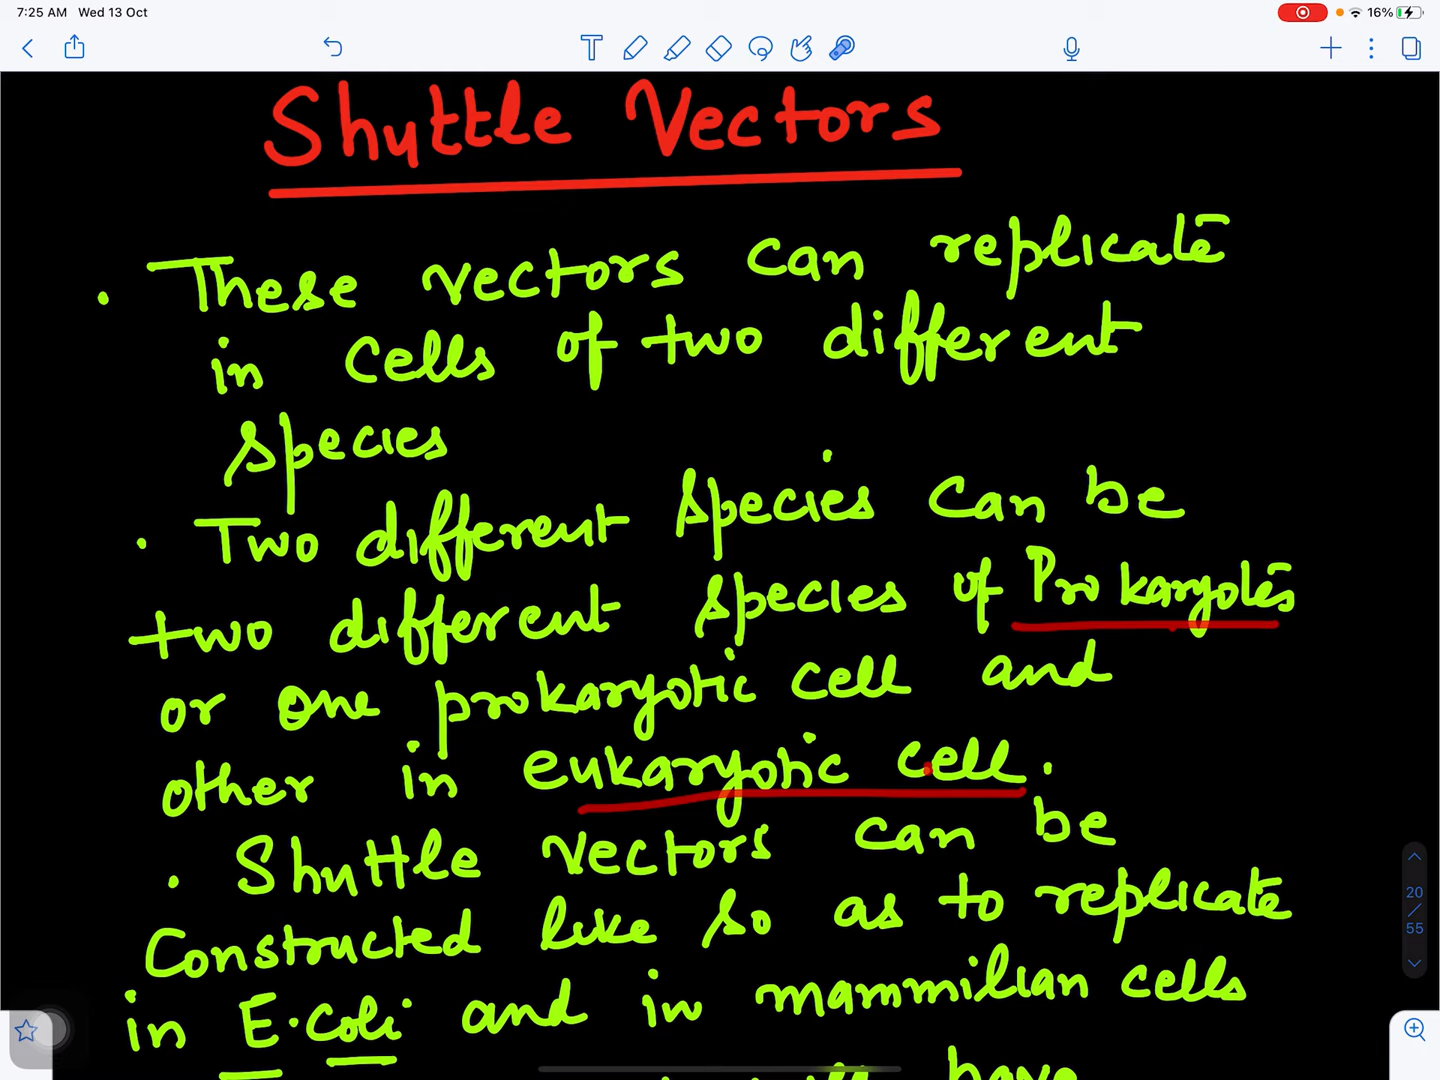 7:25 AM Wed 13 Oct
16%
T
Shuttle Vectors
• These vectors can replicate
in cells of two different
species
• Two different species can be
two different species of Prokaryotes
or one prokaryotic cell and
other in eukaryotic cell.
• Shuttle vectors can be
Constructed like so as to replicate
in E.coli and in mammilian cells
have
20
55